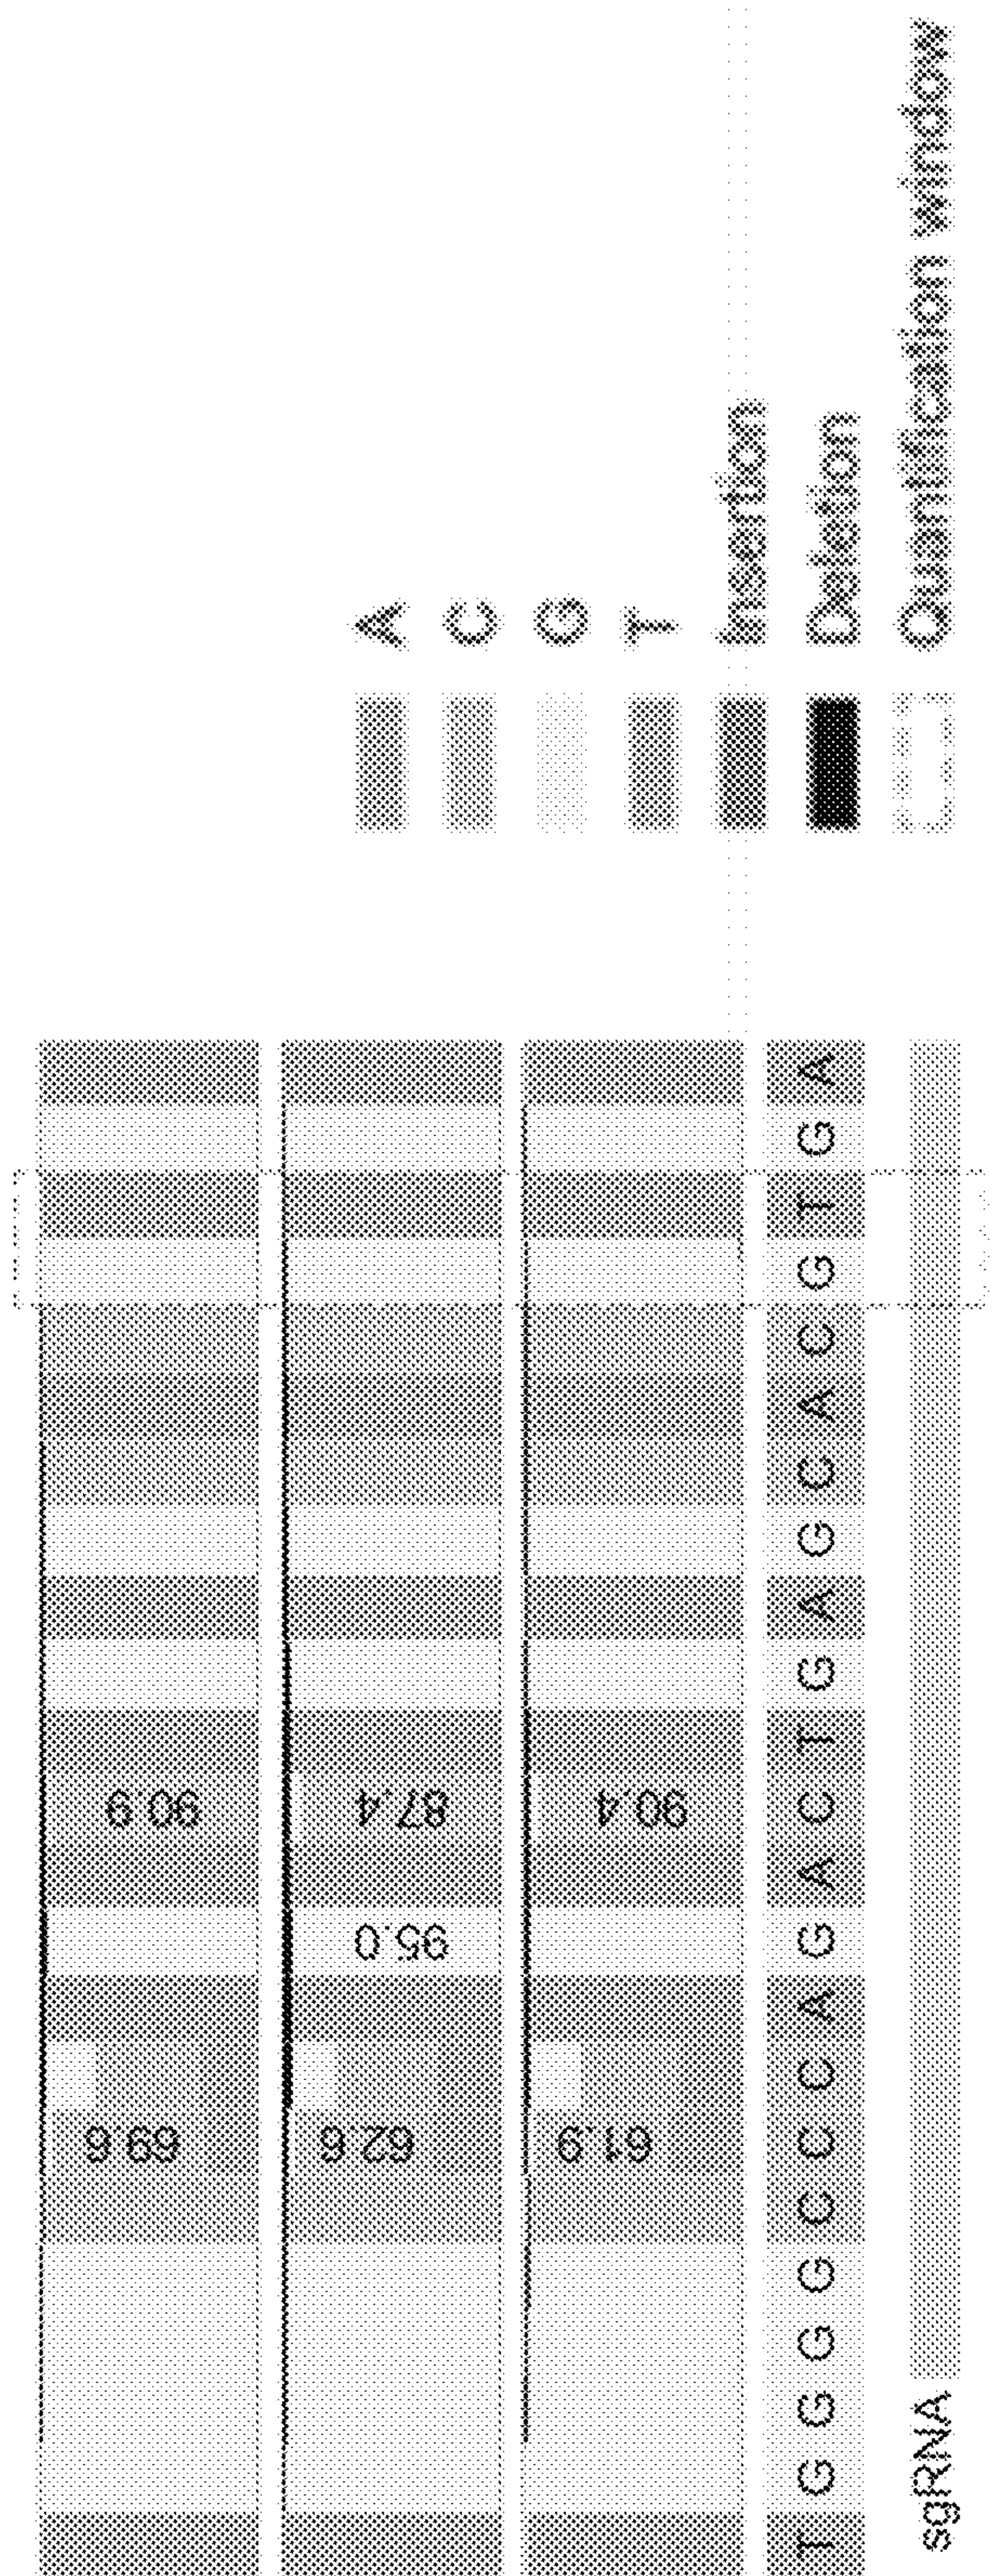 69.6 90.9
62.6 95.0 87.4
61.9 90.4
T G G G G C C C A G A C T G A G C A C G T G A
sgRNA
A
C
G
T
Insertion
Deletion
Quantification window